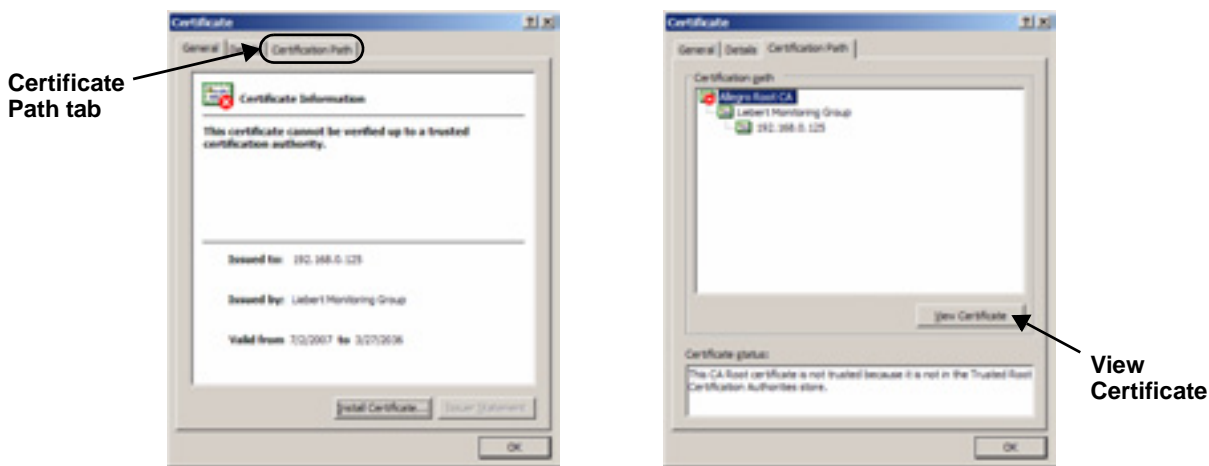 Certificate
General
Certification Path
Certificate
Path tab
Certificate Information
This certificate cannot be verified up to a trusted
certification authority.
Issued to: 192.168.0.125
Issued by: Liebert Monitoring Group
Valid from 7/2/2007 to 3/27/2036
Install Certificate...
Issuer Statement
OK
Certificate
General Details Certification Path
Certification path
Allegro Root CA
Liebert Monitoring Group
192.168.0.125
View Certificate
View
Certificate
Certificate status:
This CA Root certificate is not trusted because it is not in the Trusted Root
Certification Authorities store.
OK